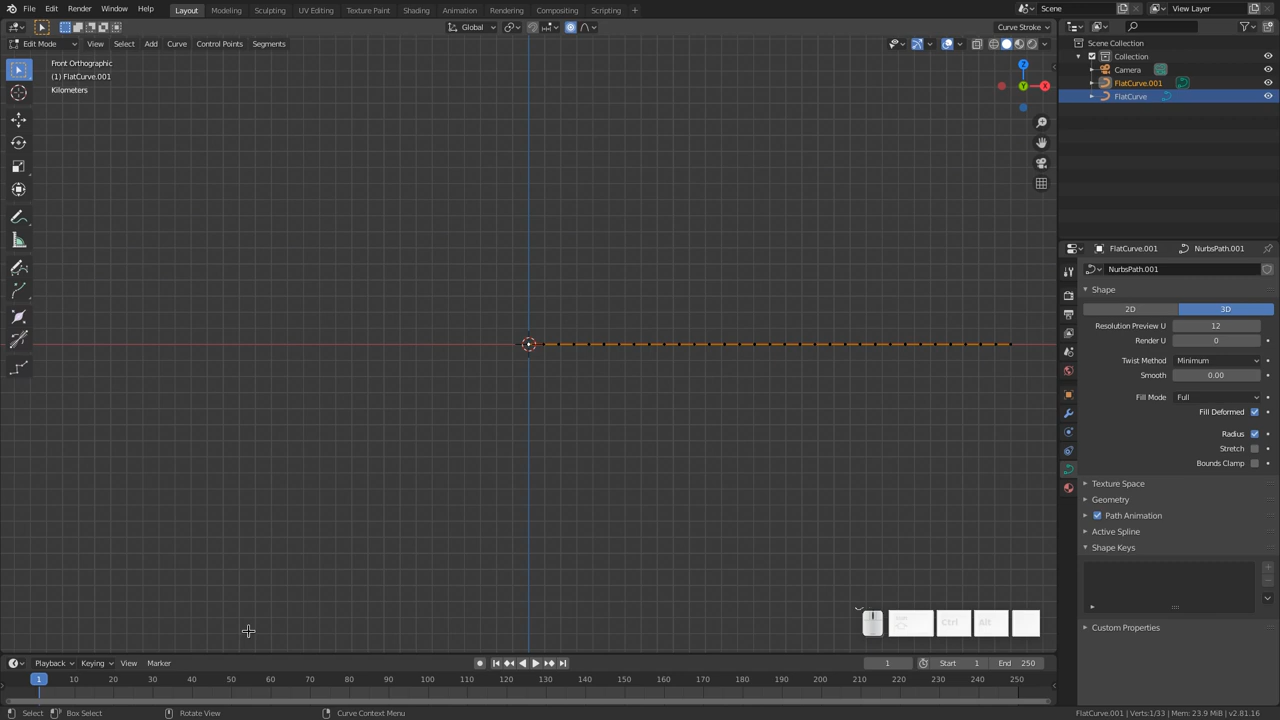 File Edit Render Window Help Layout Modeling Sculpting UV Editing Texture Paint Shading Animation Rendering Compositing Scripting + Scene View Layer
Global Curve Stroke
Edit Mode View Select Add Curve Control Points Segments
Front Orthographic
(1) FlatCurve.001
Kilometers
Z
Y
X
Scene Collection
Collection
Camera
FlatCurve.001
FlatCurve
FlatCurve.001 NurbsPath.001
NurbsPath.001
Shape
2D 3D
Resolution Preview U 12
Render U 0
Twist Method Minimum
Smooth 0.00
Fill Mode Full
Fill Deformed
Radius
Stretch
Bounds Clamp
Texture Space
Geometry
Path Animation
Active Spline
Shape Keys
Custom Properties
Ctrl Alt
Playback Keying View Marker 1 Start 1 End 250
1 10 20 30 40 50 60 70 80 90 100 110 120 130 140 150 160 170 180 190 200 210 220 230 240 250
Select Box Select Rotate View Curve Context Menu FlatCurve.001 | Verts:1/33 | Mem: 23.9 MiB | v2.81.16